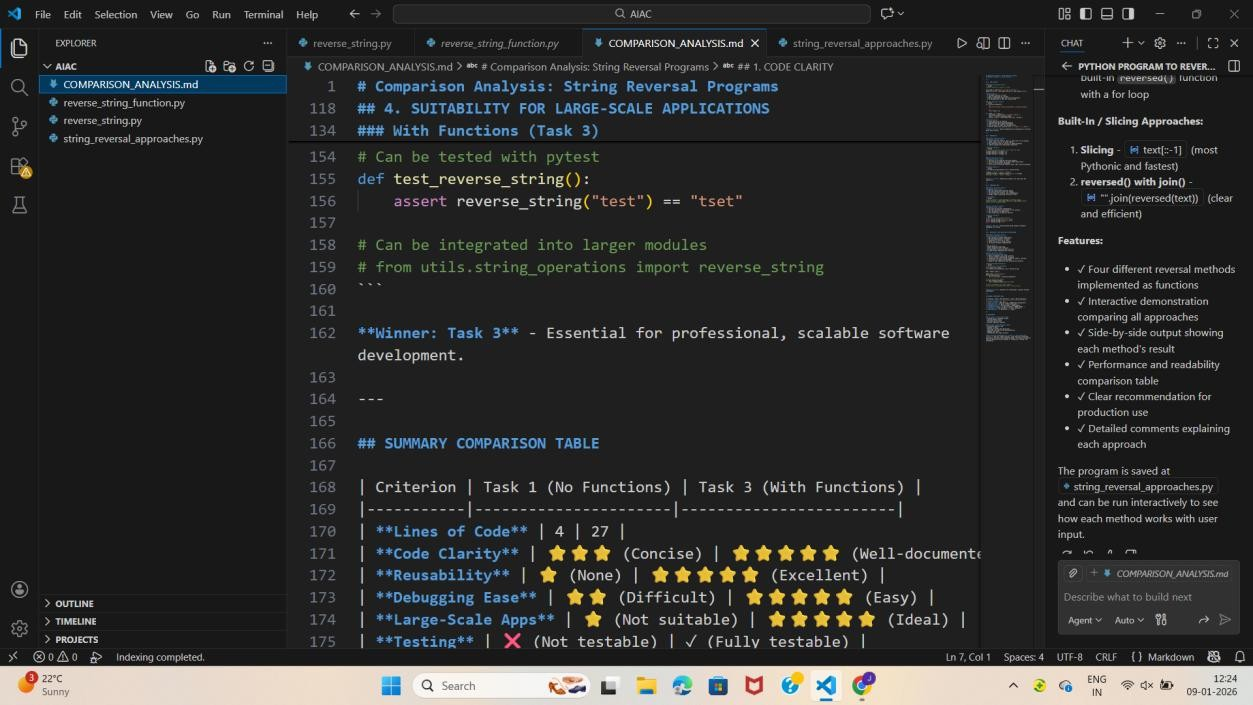 File Edit Selection View Go Run Terminal Help
AIAC
EXPLORER
AIAC
COMPARISON_ANALYSIS.md
reverse_string_function.py
reverse_string.py
string_reversal_approaches.py
OUTLINE
TIMELINE
PROJECTS
reverse_string.py
reverse_string_function.py
COMPARISON_ANALYSIS.md
string_reversal_approaches.py
COMPARISON_ANALYSIS.md > # Comparison Analysis: String Reversal Programs > ## 1. CODE CLARITY
1 # Comparison Analysis: String Reversal Programs
118 ## 4. SUITABILITY FOR LARGE-SCALE APPLICATIONS
134 ### With Functions (Task 3)
154 # Can be tested with pytest
155 def test_reverse_string():
156 assert reverse_string("test") == "tset"
157
158 # Can be integrated into larger modules
159 # from utils.string_operations import reverse_string
160 ```
161
162 **Winner: Task 3** - Essential for professional, scalable software
development.
163
164 ---
165
166 ## SUMMARY COMPARISON TABLE
167
168 | Criterion | Task 1 (No Functions) | Task 3 (With Functions) |
169 |-----------|----------------------|------------------------|
170 | **Lines of Code** | 4 | 27 |
171 | **Code Clarity** | ⭐⭐⭐ (Concise) | ⭐⭐⭐⭐⭐ (Well-documente
172 | **Reusability** | ⭐ (None) | ⭐⭐⭐⭐⭐ (Excellent) |
173 | **Debugging Ease** | ⭐⭐ (Difficult) | ⭐⭐⭐⭐⭐ (Easy) |
174 | **Large-Scale Apps** | ⭐ (Not suitable) | ⭐⭐⭐⭐⭐ (Ideal) |
175 | **Testing** | ❌ (Not testable) | ✓ (Fully testable) |
CHAT
PYTHON PROGRAM TO REVER...
built-in reversed() function
with a for loop
Built-In / Slicing Approaches:
1. Slicing - text[::-1] (most
Pythonic and fastest)
2. reversed() with join() -
"".join(reversed(text)) (clear
and efficient)
Features:
• ✓ Four different reversal methods
implemented as functions
• ✓ Interactive demonstration
comparing all approaches
• ✓ Side-by-side output showing
each method's result
• ✓ Performance and readability
comparison table
• ✓ Clear recommendation for
production use
• ✓ Detailed comments explaining
each approach
The program is saved at
string_reversal_approaches.py
and can be run interactively to see
how each method works with user
input.
COMPARISON_ANALYSIS.md
Describe what to build next
Agent Auto
0 0 Indexing completed.
Ln 7, Col 1 Spaces: 4 UTF-8 CRLF {} Markdown
3
22°C
Sunny
Search
ENG
IN
12:24
09-01-2026